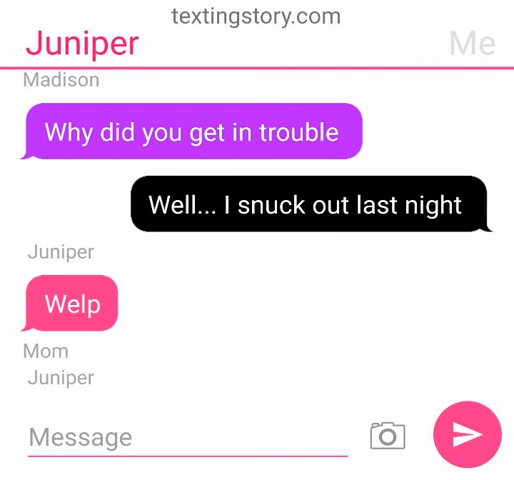 textingstory.com
Juniper Me
Madison
Why did you get in trouble
Well... I snuck out last night
Juniper
Welp
Mom
Juniper
Message